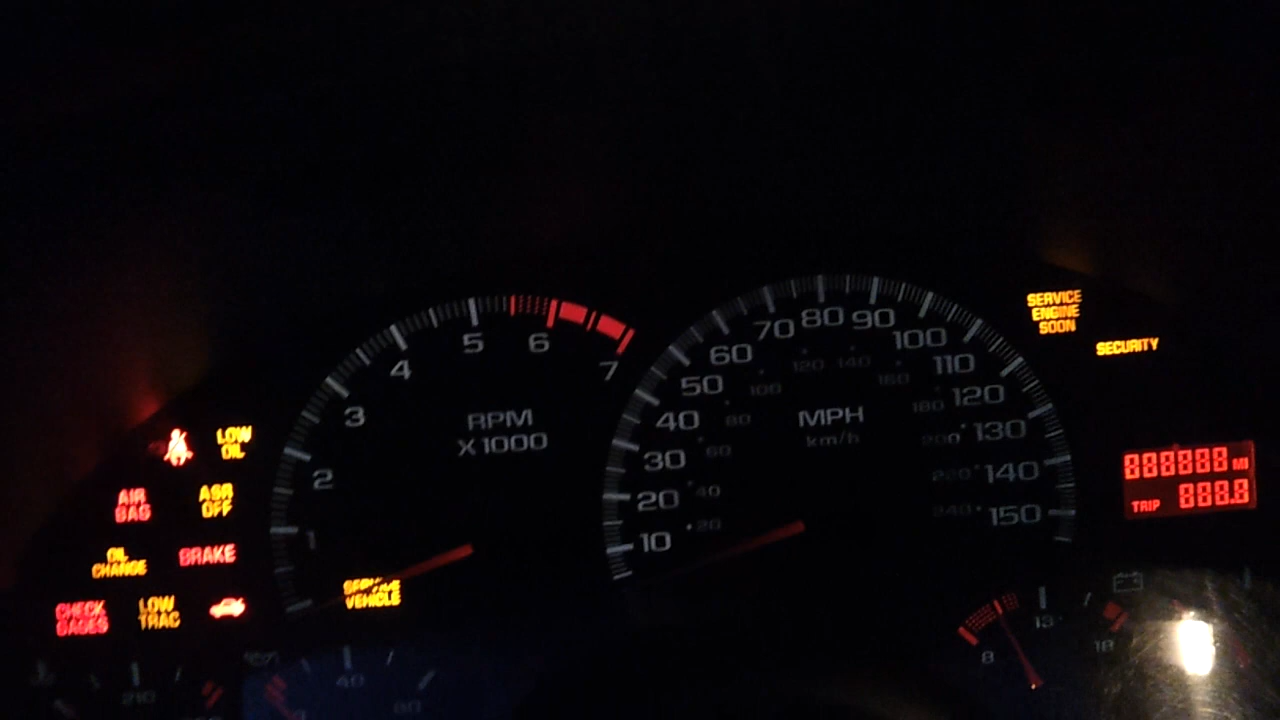 LOW
OIL
AIR
BAG
ASR
OFF
OIL
CHANGE
BRAKE
CHECK
GAGES
LOW
TRAC
SERVICE
VEHICLE
1
2
3
4
5
6
7
RPM
X1000
10
20
30
40
50
60
70
80
90
100
110
120
130
140
150
20
40
60
80
100
120
140
160
180
200
220
240
MPH
km/h
SERVICE
ENGINE
SOON
SECURITY
888888 MI
TRIP 888.8
210
40
80
8
13
18